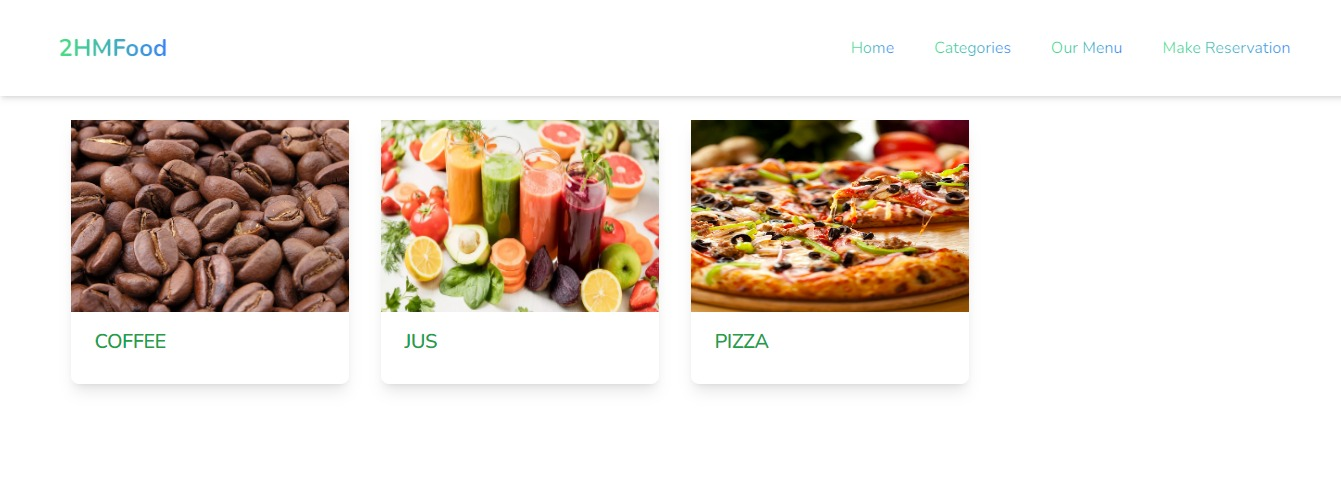 2HMFood
Home
Categories
Our Menu
Make Reservation
COFFEE
JUS
PIZZA